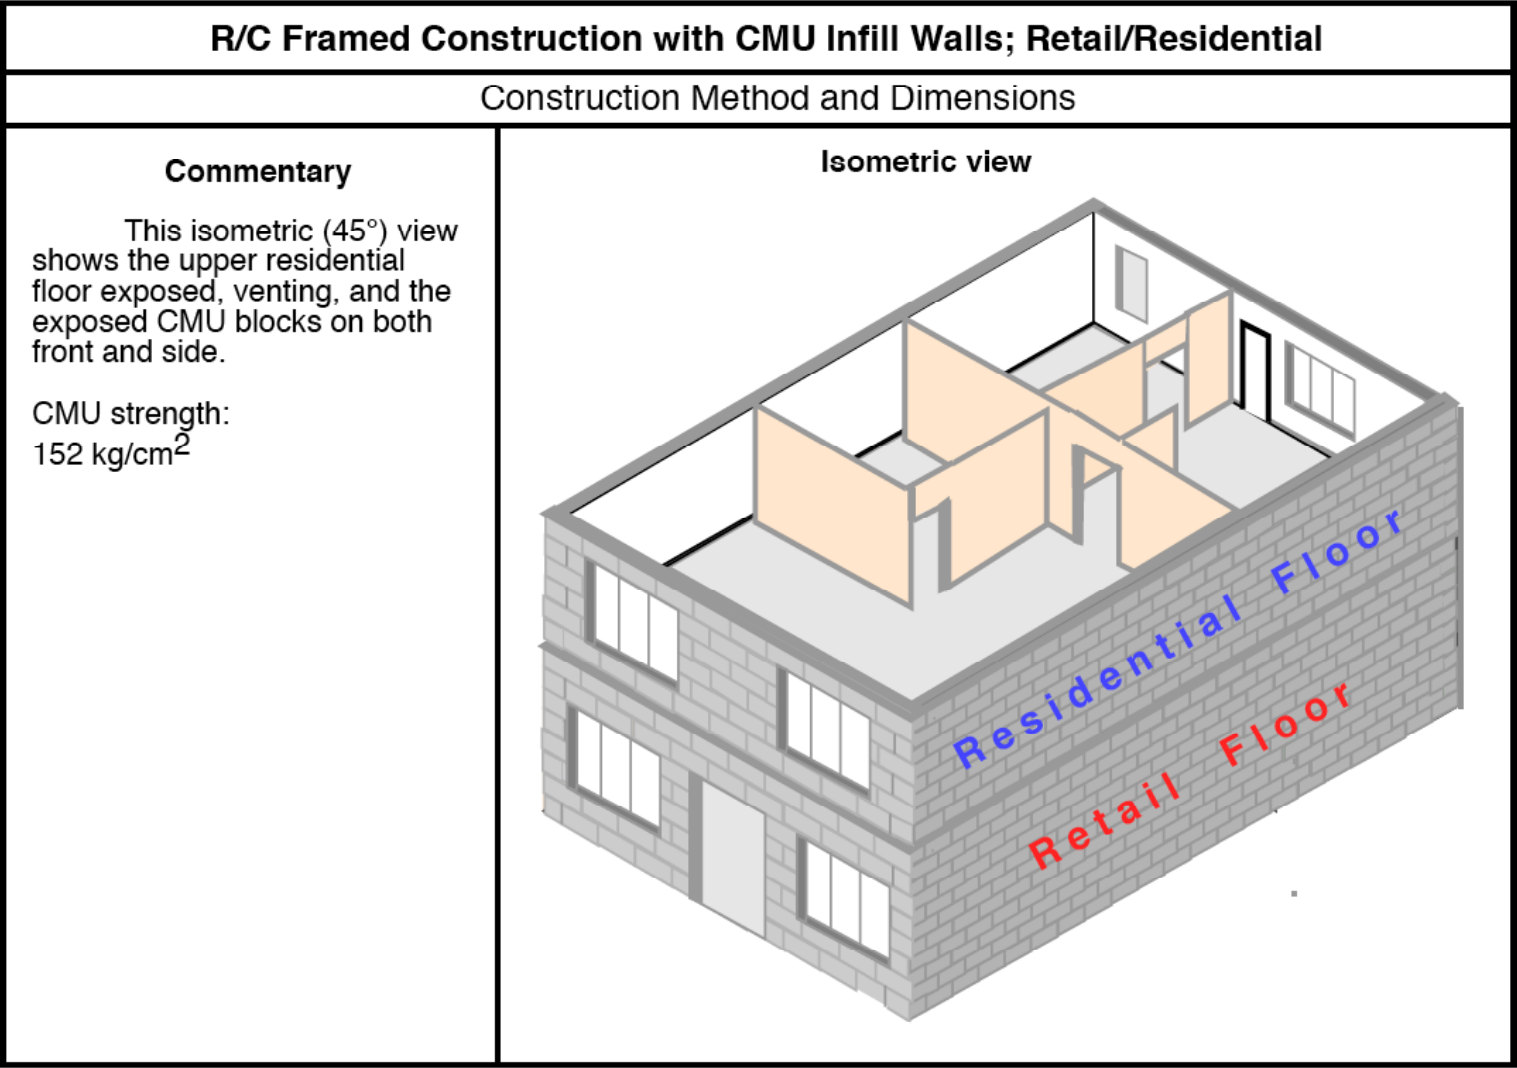 R/C Framed Construction with CMU Infill Walls; Retail/Residential
Construction Method and Dimensions
Commentary
This isometric (45°) view
shows the upper residential
floor exposed, venting, and the
exposed CMU blocks on both
front and side.
CMU strength:
152 kg/cm2
Isometric view
Residential Floor
Retail Floor